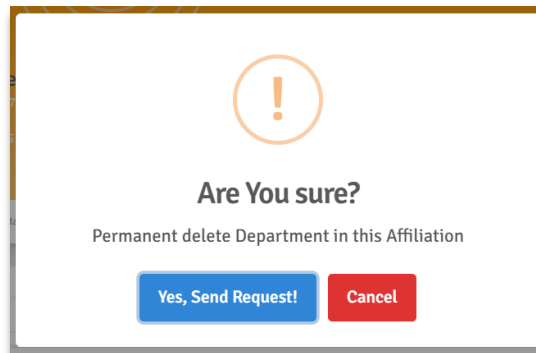 !
Are You sure?
Permanent delete Department in this Affiliation
Yes, Send Request!
Cancel